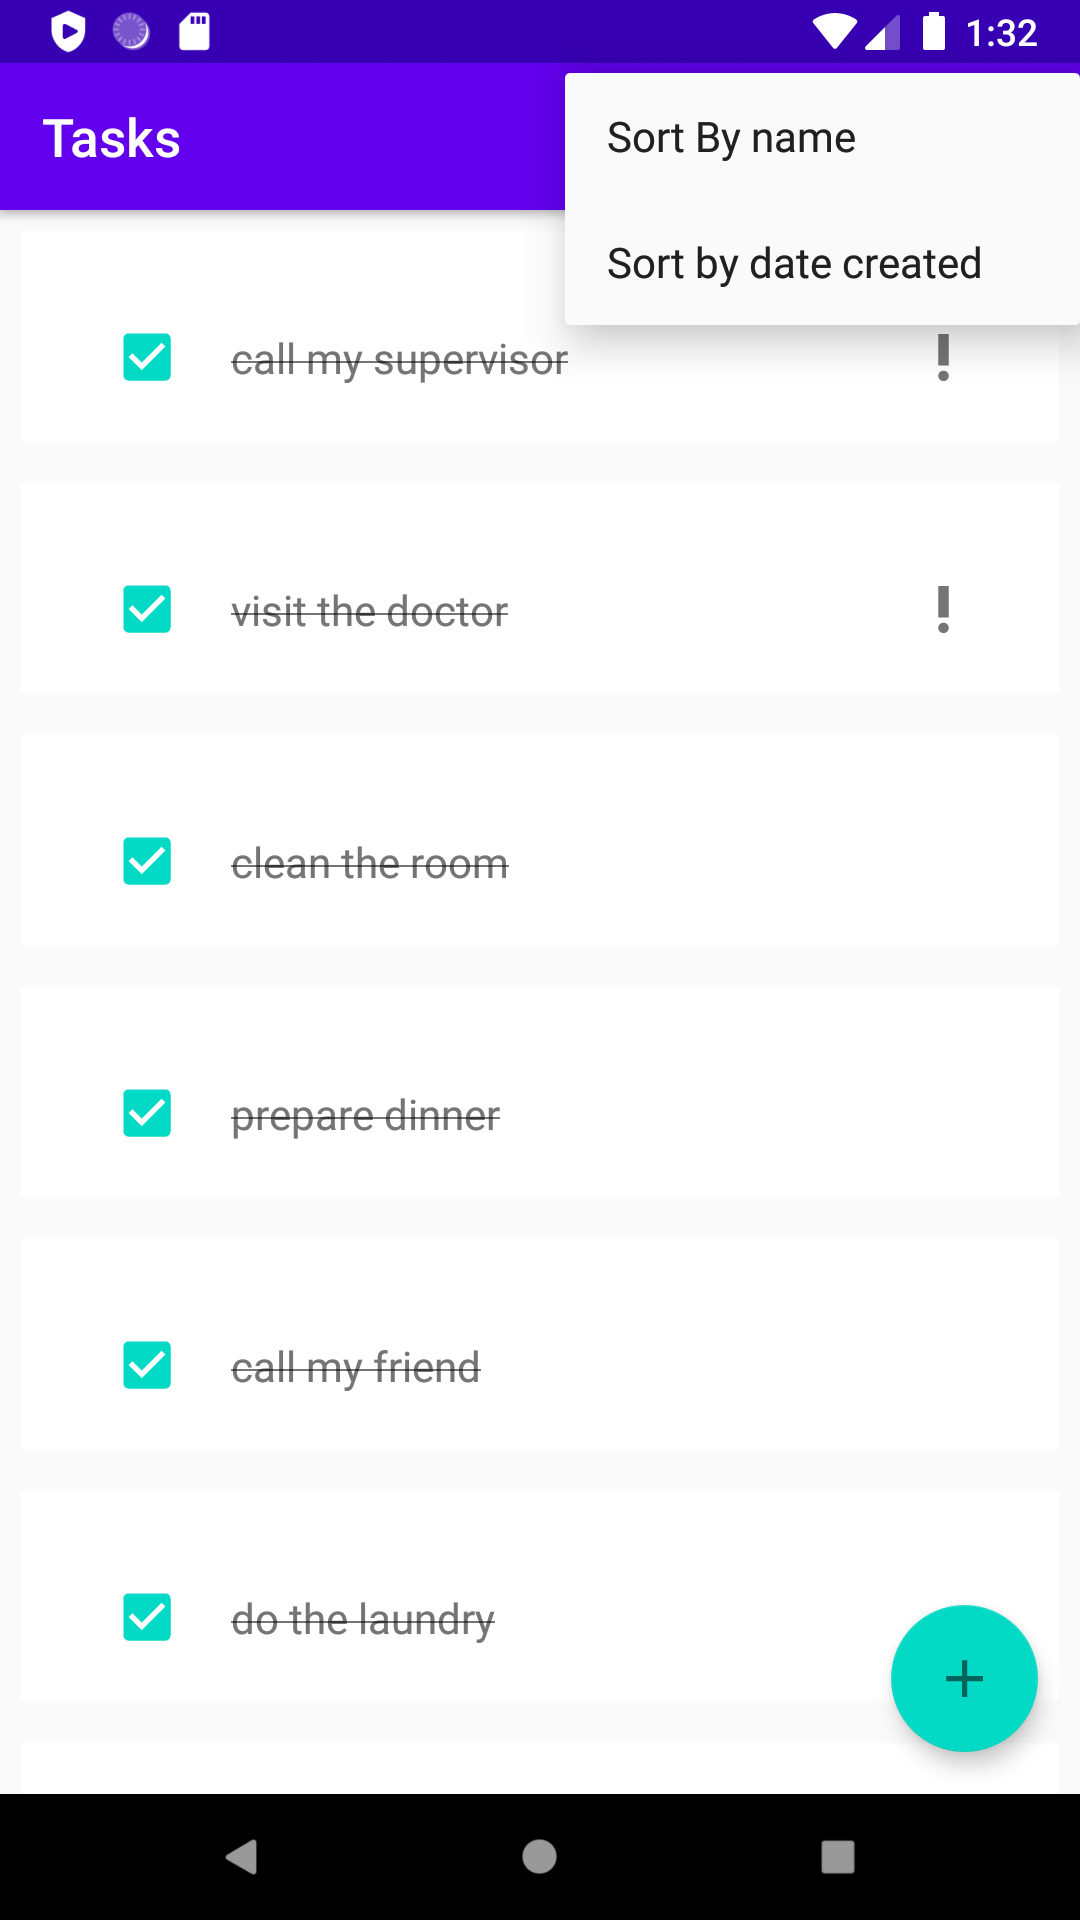 1:32
Tasks
Sort By name
Sort by date created
call my supervisor
visit the doctor
clean the room
prepare dinner
call my friend
do the laundry